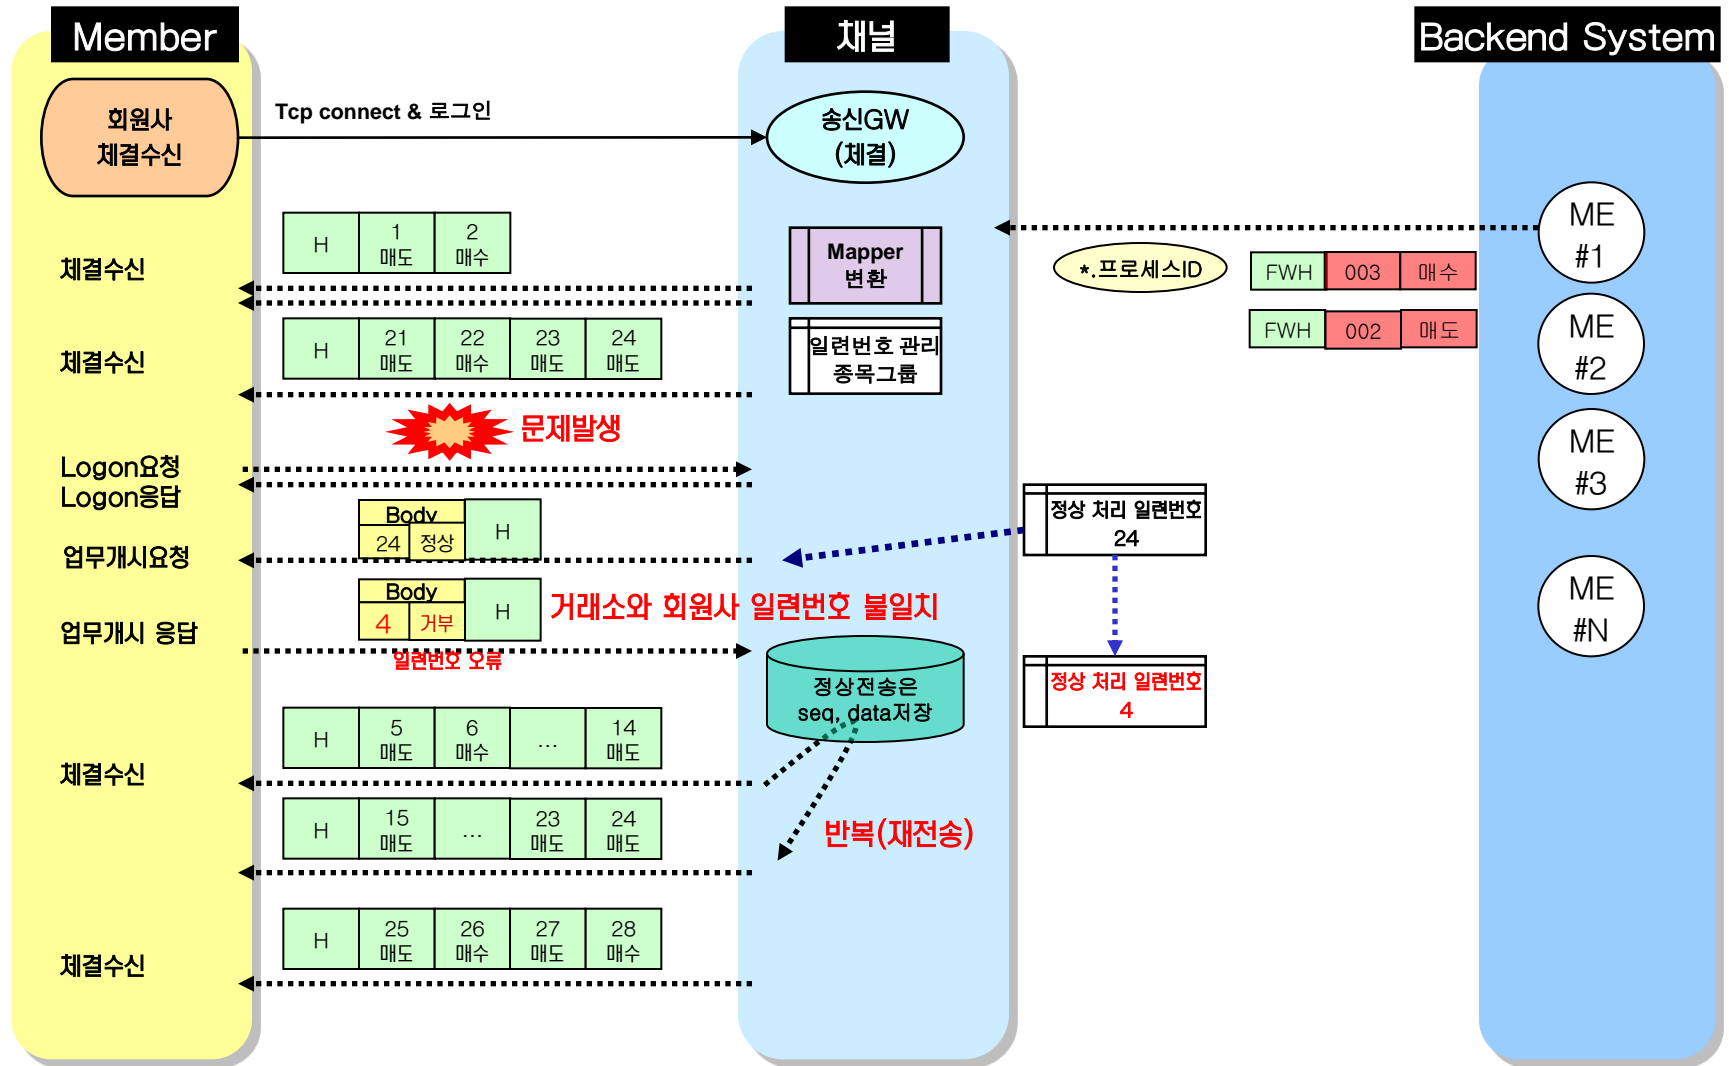 Member
채널
Backend System
회원사
체결수신
Tcp connect & 로그인
송신GW
(체결)
ME
#1
체결수신
H
1
매도
2
매수
Mapper
변환
*.프로세스ID
FWH
003
매수
FWH
002
매도
ME
#2
체결수신
H
21
매도
22
매수
23
매도
24
매도
일련번호 관리
종목그룹
문제발생
ME
#3
Logon요청
Logon응답
Body
24
정상
H
정상 처리 일련번호
24
업무개시요청
Body
4
거부
H
거래소와 회원사 일련번호 불일치
ME
#N
업무개시 응답
일련번호 오류
정상전송은
seq, data저장
정상 처리 일련번호
4
체결수신
H
5
매도
6
매수
...
14
매도
H
15
매도
...
23
매도
24
매도
반복(재전송)
체결수신
H
25
매도
26
매수
27
매도
28
매수